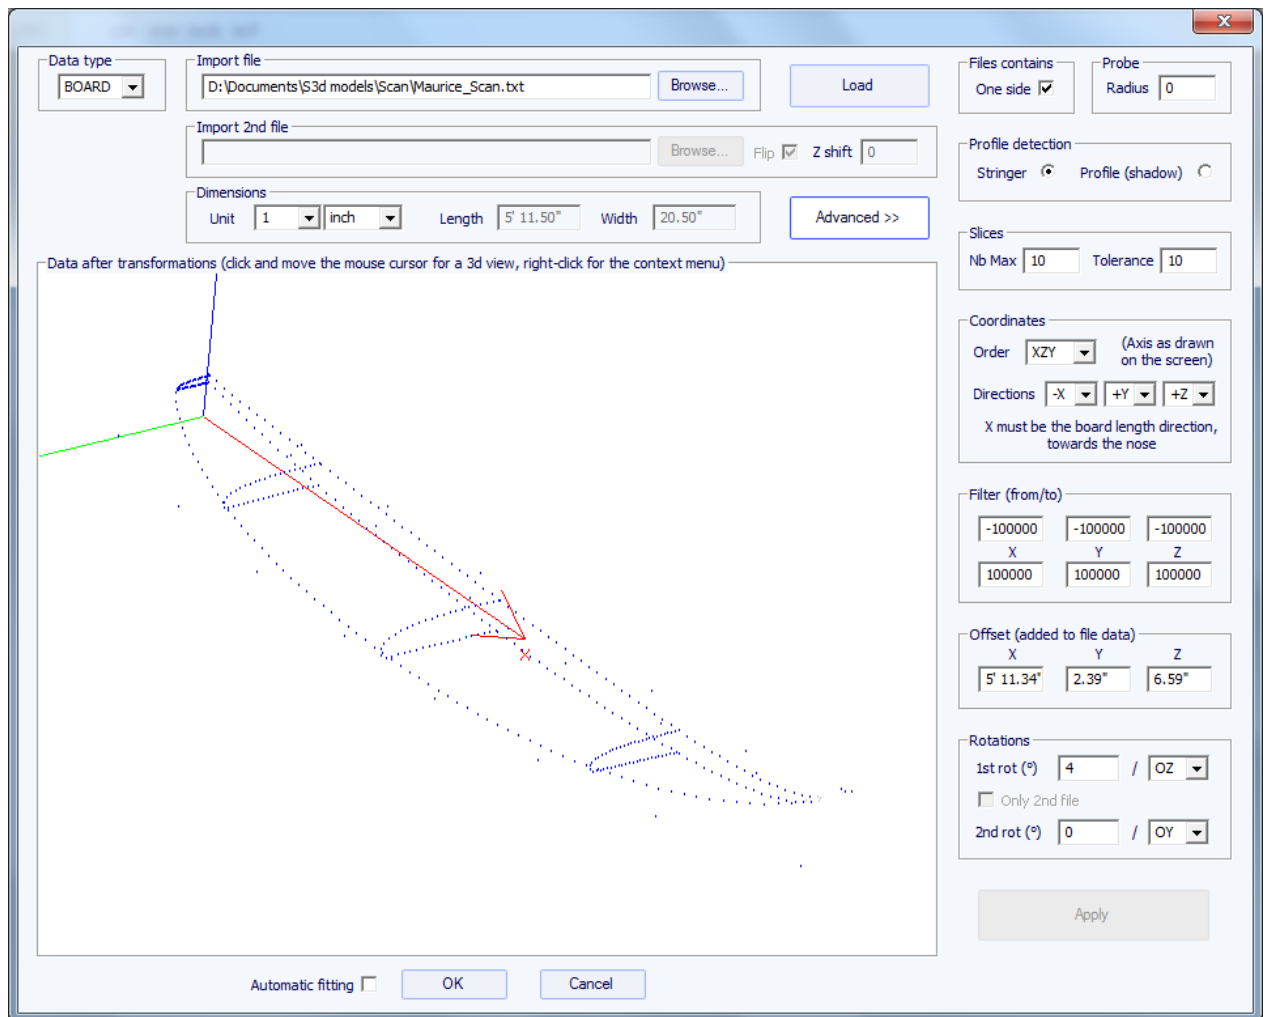 Data type
BOARD
Import file
D:\Documents\S3d models\Scan\Maurice_Scan.txt
Browse...
Load
Files contains
One side
Probe
Radius 0
Import 2nd file
Browse...
Flip
Z shift 0
Profile detection
Stringer
Profile (shadow)
Dimensions
Unit 1 inch Length 5' 11.50" Width 20.50"
Advanced >>
Slices
Nb Max 10 Tolerance 10
Data after transformations (click and move the mouse cursor for a 3d view, right-click for the context menu)
X
Coordinates
Order XZY
(Axis as drawn
on the screen)
Directions -X +Y +Z
X must be the board length direction,
towards the nose
Filter (from/to)
-100000 -100000 -100000
X Y Z
100000 100000 100000
Offset (added to file data)
X Y Z
5' 11.34" 2.39" 6.59"
Rotations
1st rot (°) 4 / OZ
Only 2nd file
2nd rot (°) 0 / OY
Apply
Automatic fitting
OK
Cancel